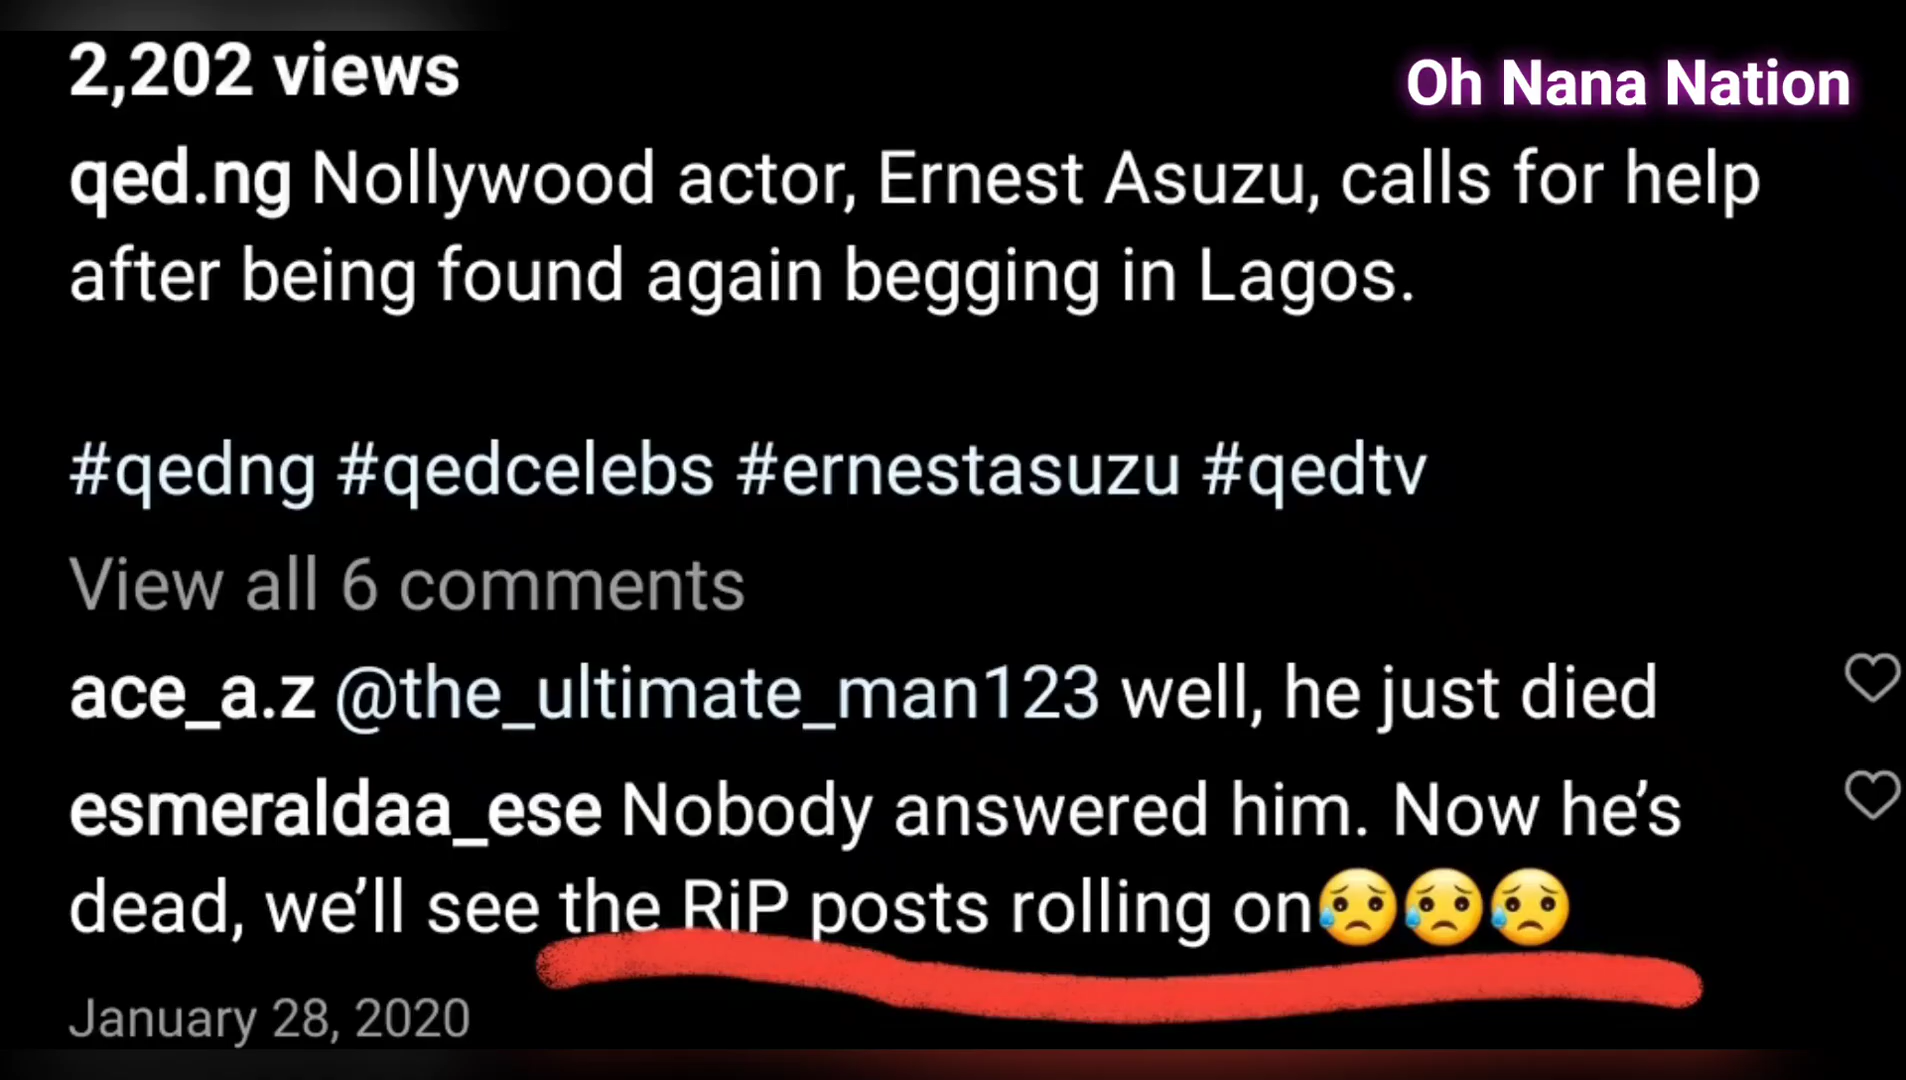 2,202 views
Oh Nana Nation
qed.ng Nollywood actor, Ernest Asuzu, calls for help
after being found again begging in Lagos.
#qedng #qedcelebs #ernestasuzu #qedtv
View all 6 comments
ace_a.z @the_ultimate_man123 well, he just died
esmeraldaa_ese Nobody answered him. Now he’s
dead, we’ll see the RiP posts rolling on😥😥😥
January 28, 2020